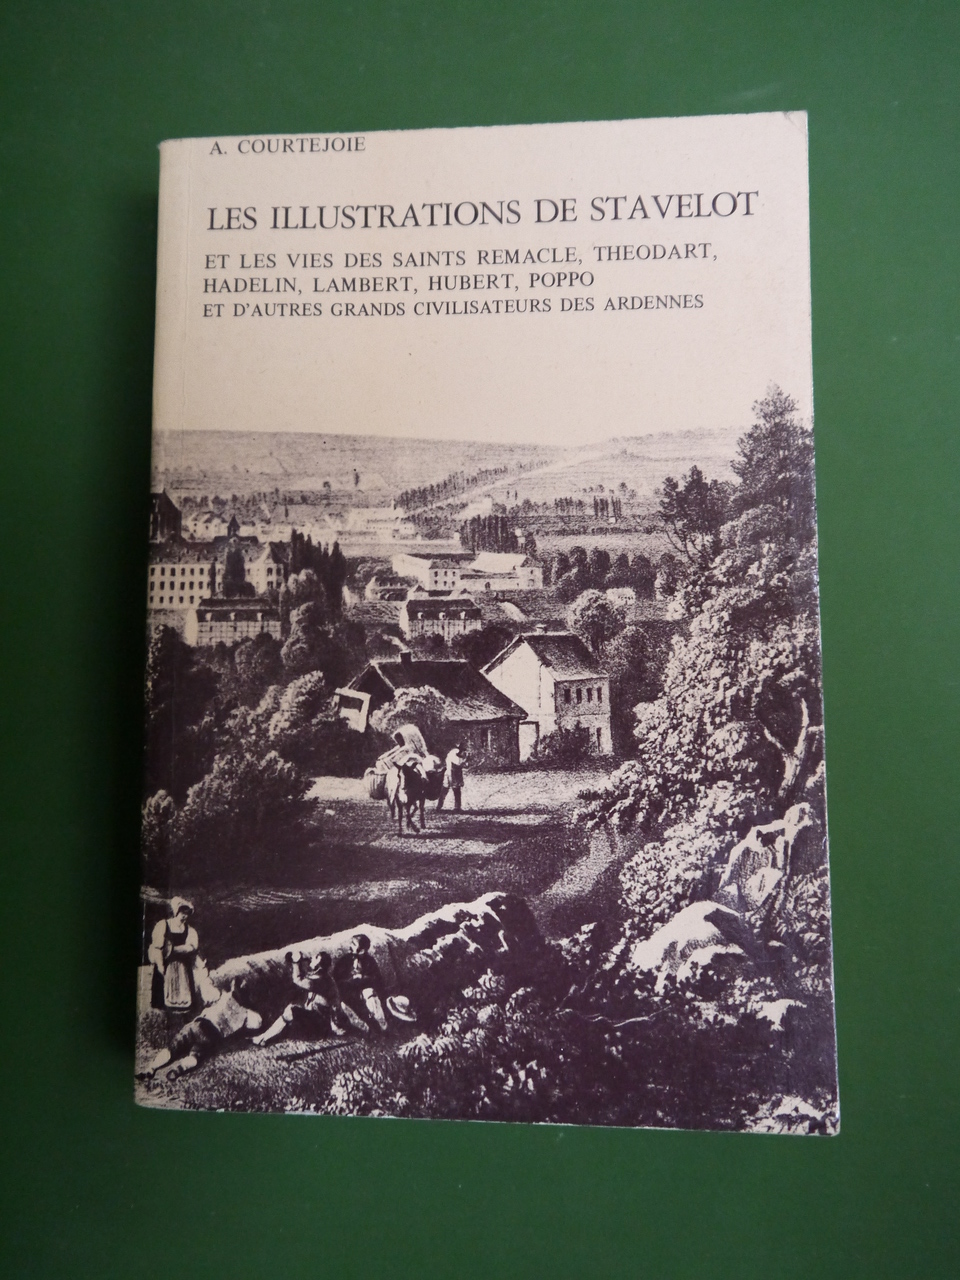 A. COURTEJOIE
LES ILLUSTRATIONS DE STAVELOT
ET LES VIES DES SAINTS REMACLE, THEODART,
HADELIN, LAMBERT, HUBERT, POPPO
ET D'AUTRES GRANDS CIVILISATEURS DES ARDENNES